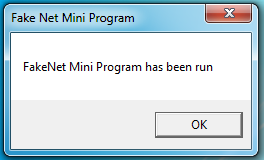 Fake Net Mini Program
FakeNet Mini Program has been run
OK